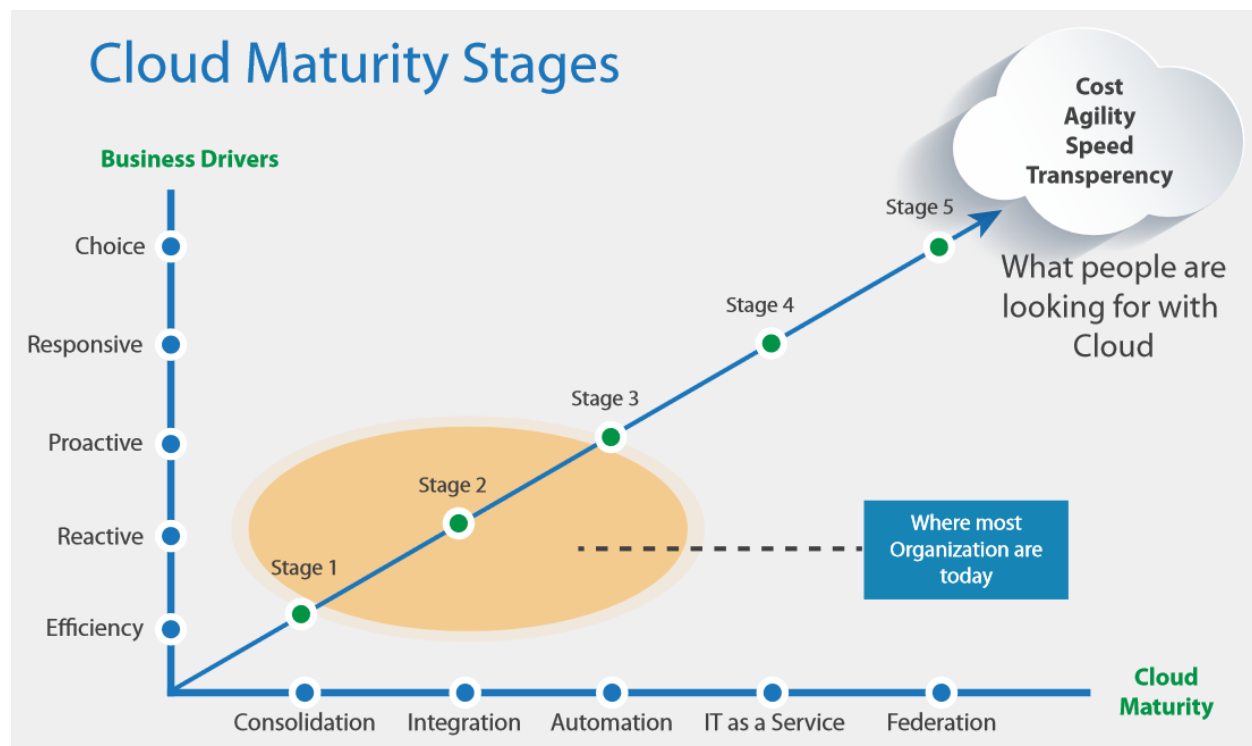 Cloud Maturity Stages
Cost
Agility
Speed
Transperency
Business Drivers
Stage 5
Choice
What people are
looking for with
Cloud
Stage 4
Responsive
Stage 3
Proactive
Stage 2
Where most
Organization are
today
Reactive
Stage 1
Efficiency
Cloud
Maturity
Consolidation
Integration
Automation
IT as a Service
Federation